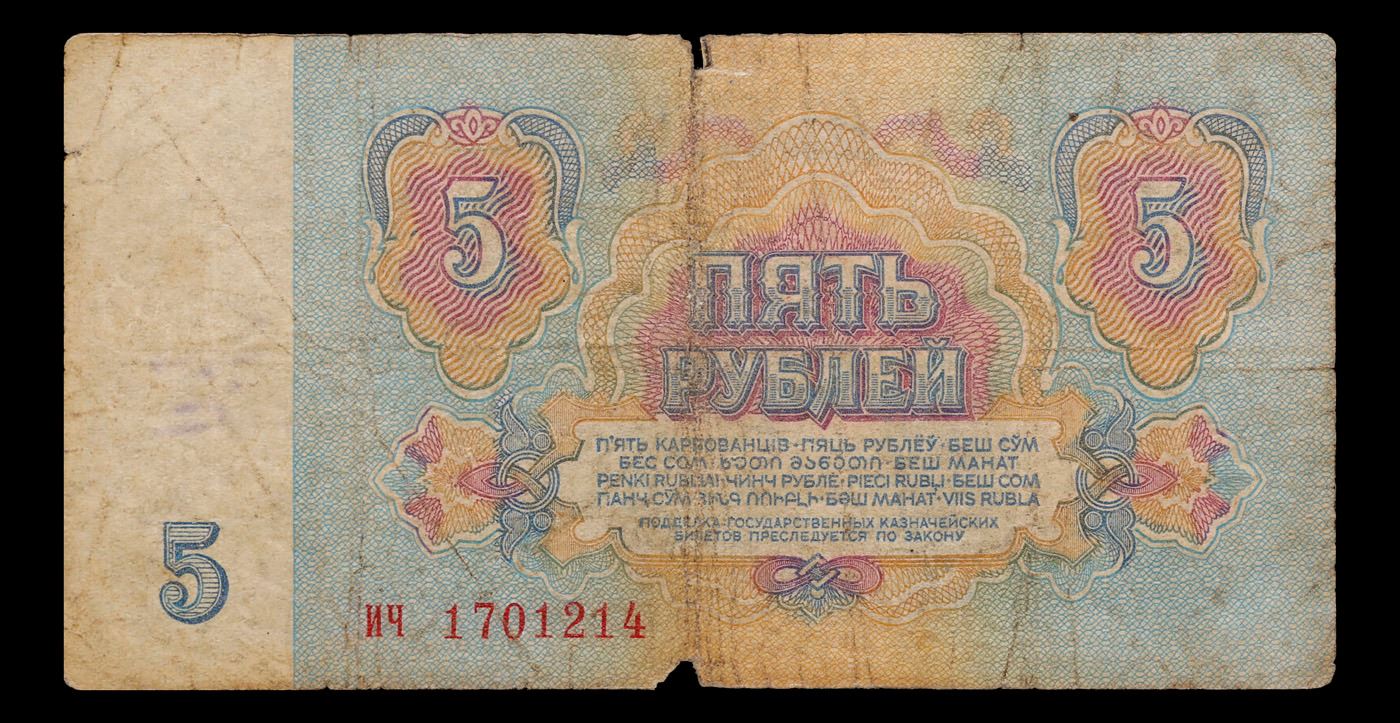 5 5
ПЯТЬ
РУБЛЕЙ
П'ЯТЬ КАРБОВАНЦІВ·ПЯЦЬ РУБЛЁЎ·БЕШ СЎМ
БЕС СОМ·ხუთი მანეთი·БЕШ МАНАТ
PENKI RUBLIAI·ЧИНЧ РУБЛЕ·PIECI RUBĻI·БЕШ СОМ
ПАНҶ СЎМ ՀԻՆԳ ՌՈՒԲԼԻ·БӘШ МАНАТ·VIIS RUBLA
ПОДДЕЛКА ГОСУДАРСТВЕННЫХ КАЗНАЧЕЙСКИХ
БИЛЕТОВ ПРЕСЛЕДУЕТСЯ ПО ЗАКОНУ
5
ИЧ 1701214